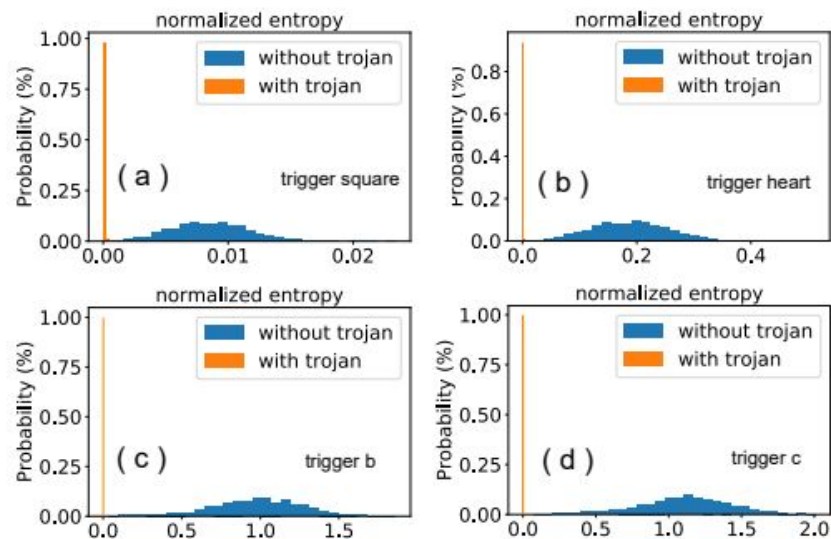 normalized entropy
1.00
0.75
0.50
0.25
0.00
Probability (%)
without trojan
with trojan
( a )
trigger square
0.00
0.01
0.02
normalized entropy
0.8
0.6
0.4
0.2
0.0
Probability (%)
without trojan
with trojan
( b )
trigger heart
0.0
0.2
0.4
normalized entropy
1.00
0.75
0.50
0.25
0.00
Probability (%)
without trojan
with trojan
( c )
trigger b
0.0
0.5
1.0
1.5
normalized entropy
1.00
0.75
0.50
0.25
0.00
Probability (%)
without trojan
with trojan
( d )
trigger c
0.0
0.5
1.0
1.5
2.0